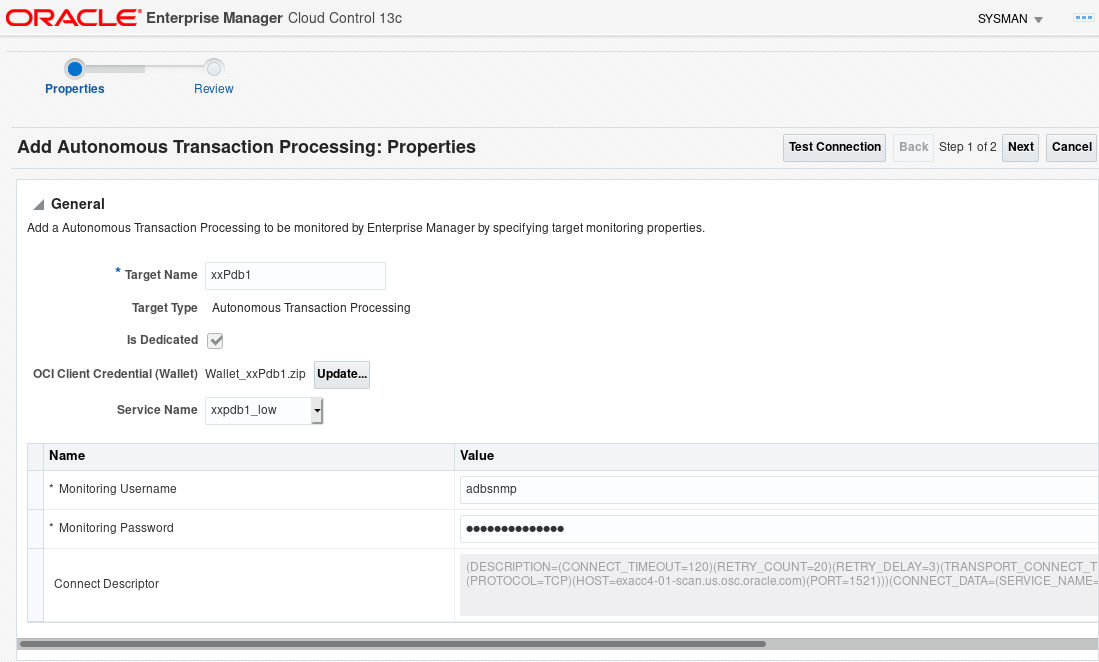 ORACLE Enterprise Manager Cloud Control 13c SYSMAN
Properties Review
Add Autonomous Transaction Processing: Properties Test Connection Back Step 1 of 2 Next Cancel
General
Add a Autonomous Transaction Processing to be monitored by Enterprise Manager by specifying target monitoring properties.
* Target Name xxPdb1
Target Type Autonomous Transaction Processing
Is Dedicated
OCI Client Credential (Wallet) Wallet_xxPdb1.zip Update...
Service Name xxpdb1_low
Name Value
* Monitoring Username adbsnmp
* Monitoring Password ●●●●●●●●●●●●●●
Connect Descriptor
(DESCRIPTION=(CONNECT_TIMEOUT=120)(RETRY_COUNT=20)(RETRY_DELAY=3)(TRANSPORT_CONNECT_T
(PROTOCOL=TCP)(HOST=exacc4-01-scan.us.osc.oracle.com)(PORT=1521)))(CONNECT_DATA=(SERVICE_NAME=